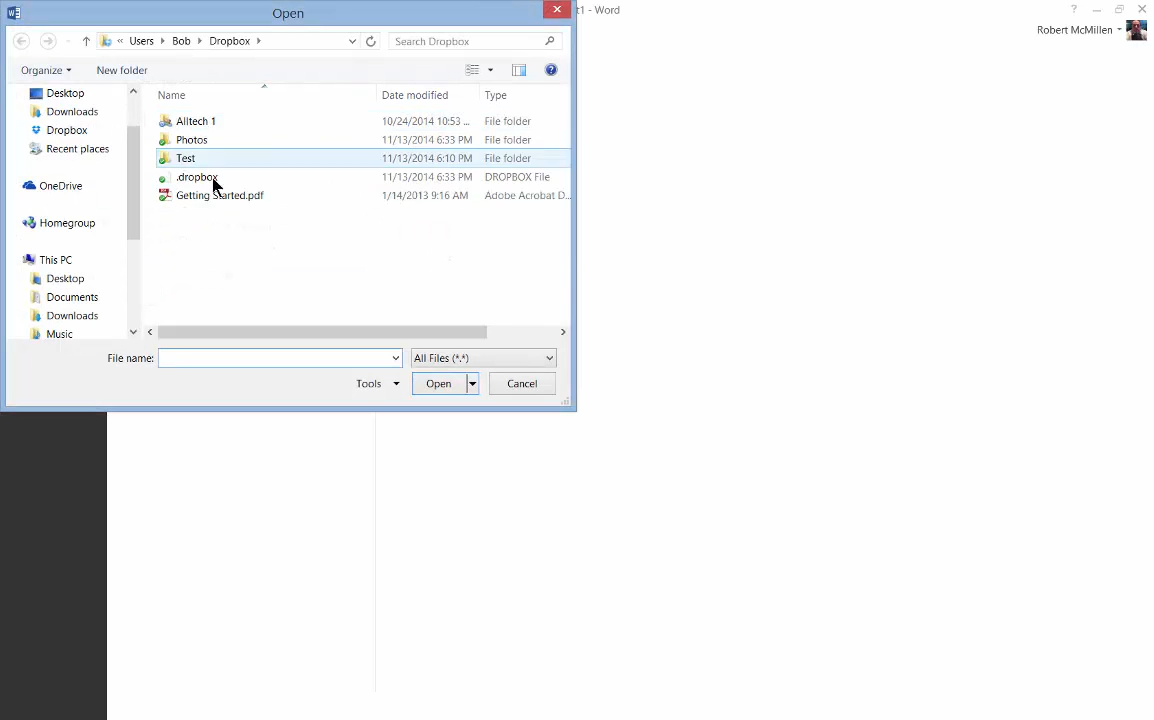 Open
t1 - Word
Robert McMillen
« Users Bob Dropbox
Search Dropbox
Organize
New folder
Name Date modified Type
Desktop
Downloads
Dropbox
Recent places
OneDrive
Homegroup
This PC
Desktop
Documents
Downloads
Music
Alltech 1 10/24/2014 10:53 ... File folder
Photos 11/13/2014 6:33 PM File folder
Test 11/13/2014 6:10 PM File folder
.dropbox 11/13/2014 6:33 PM DROPBOX File
Getting Started.pdf 1/14/2013 9:16 AM Adobe Acrobat D...
File name:
All Files (*.*)
Tools
Open
Cancel